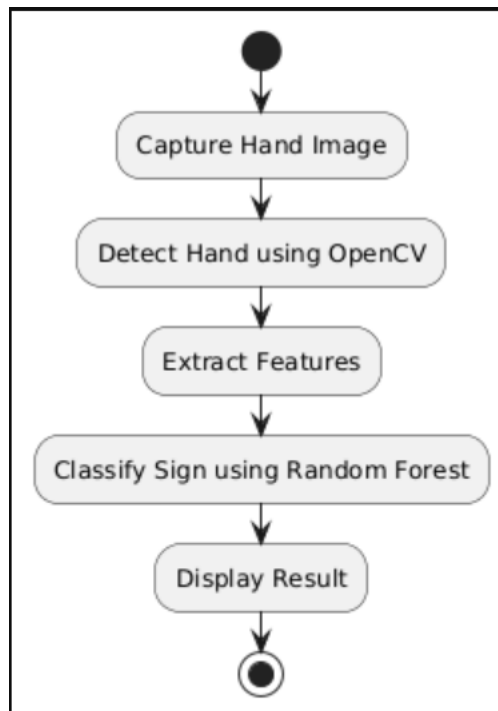 Capture Hand Image
Detect Hand using OpenCV
Extract Features
Classify Sign using Random Forest
Display Result